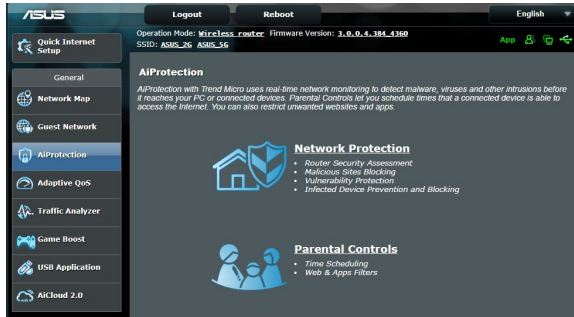 ASUS
Logout
Reboot
English
Quick Internet
Setup
Operation Mode: Wireless router Firmware Version: 3.0.0.4.384_4360
SSID: ASUS_2G ASUS_5G
App
General
Network Map
Guest Network
AiProtection
Adaptive QoS
Traffic Analyzer
Game Boost
USB Application
AiCloud 2.0
AiProtection
AiProtection with Trend Micro uses real-time network monitoring to detect malware, viruses and other intrusions before
it reaches your PC or connected devices. Parental Controls let you schedule times that a connected device is able to
access the Internet. You can also restrict unwanted websites and apps.
Network Protection
• Router Security Assessment
• Malicious Sites Blocking
• Vulnerability Protection
• Infected Device Prevention and Blocking
Parental Controls
• Time Scheduling
• Web & Apps Filters